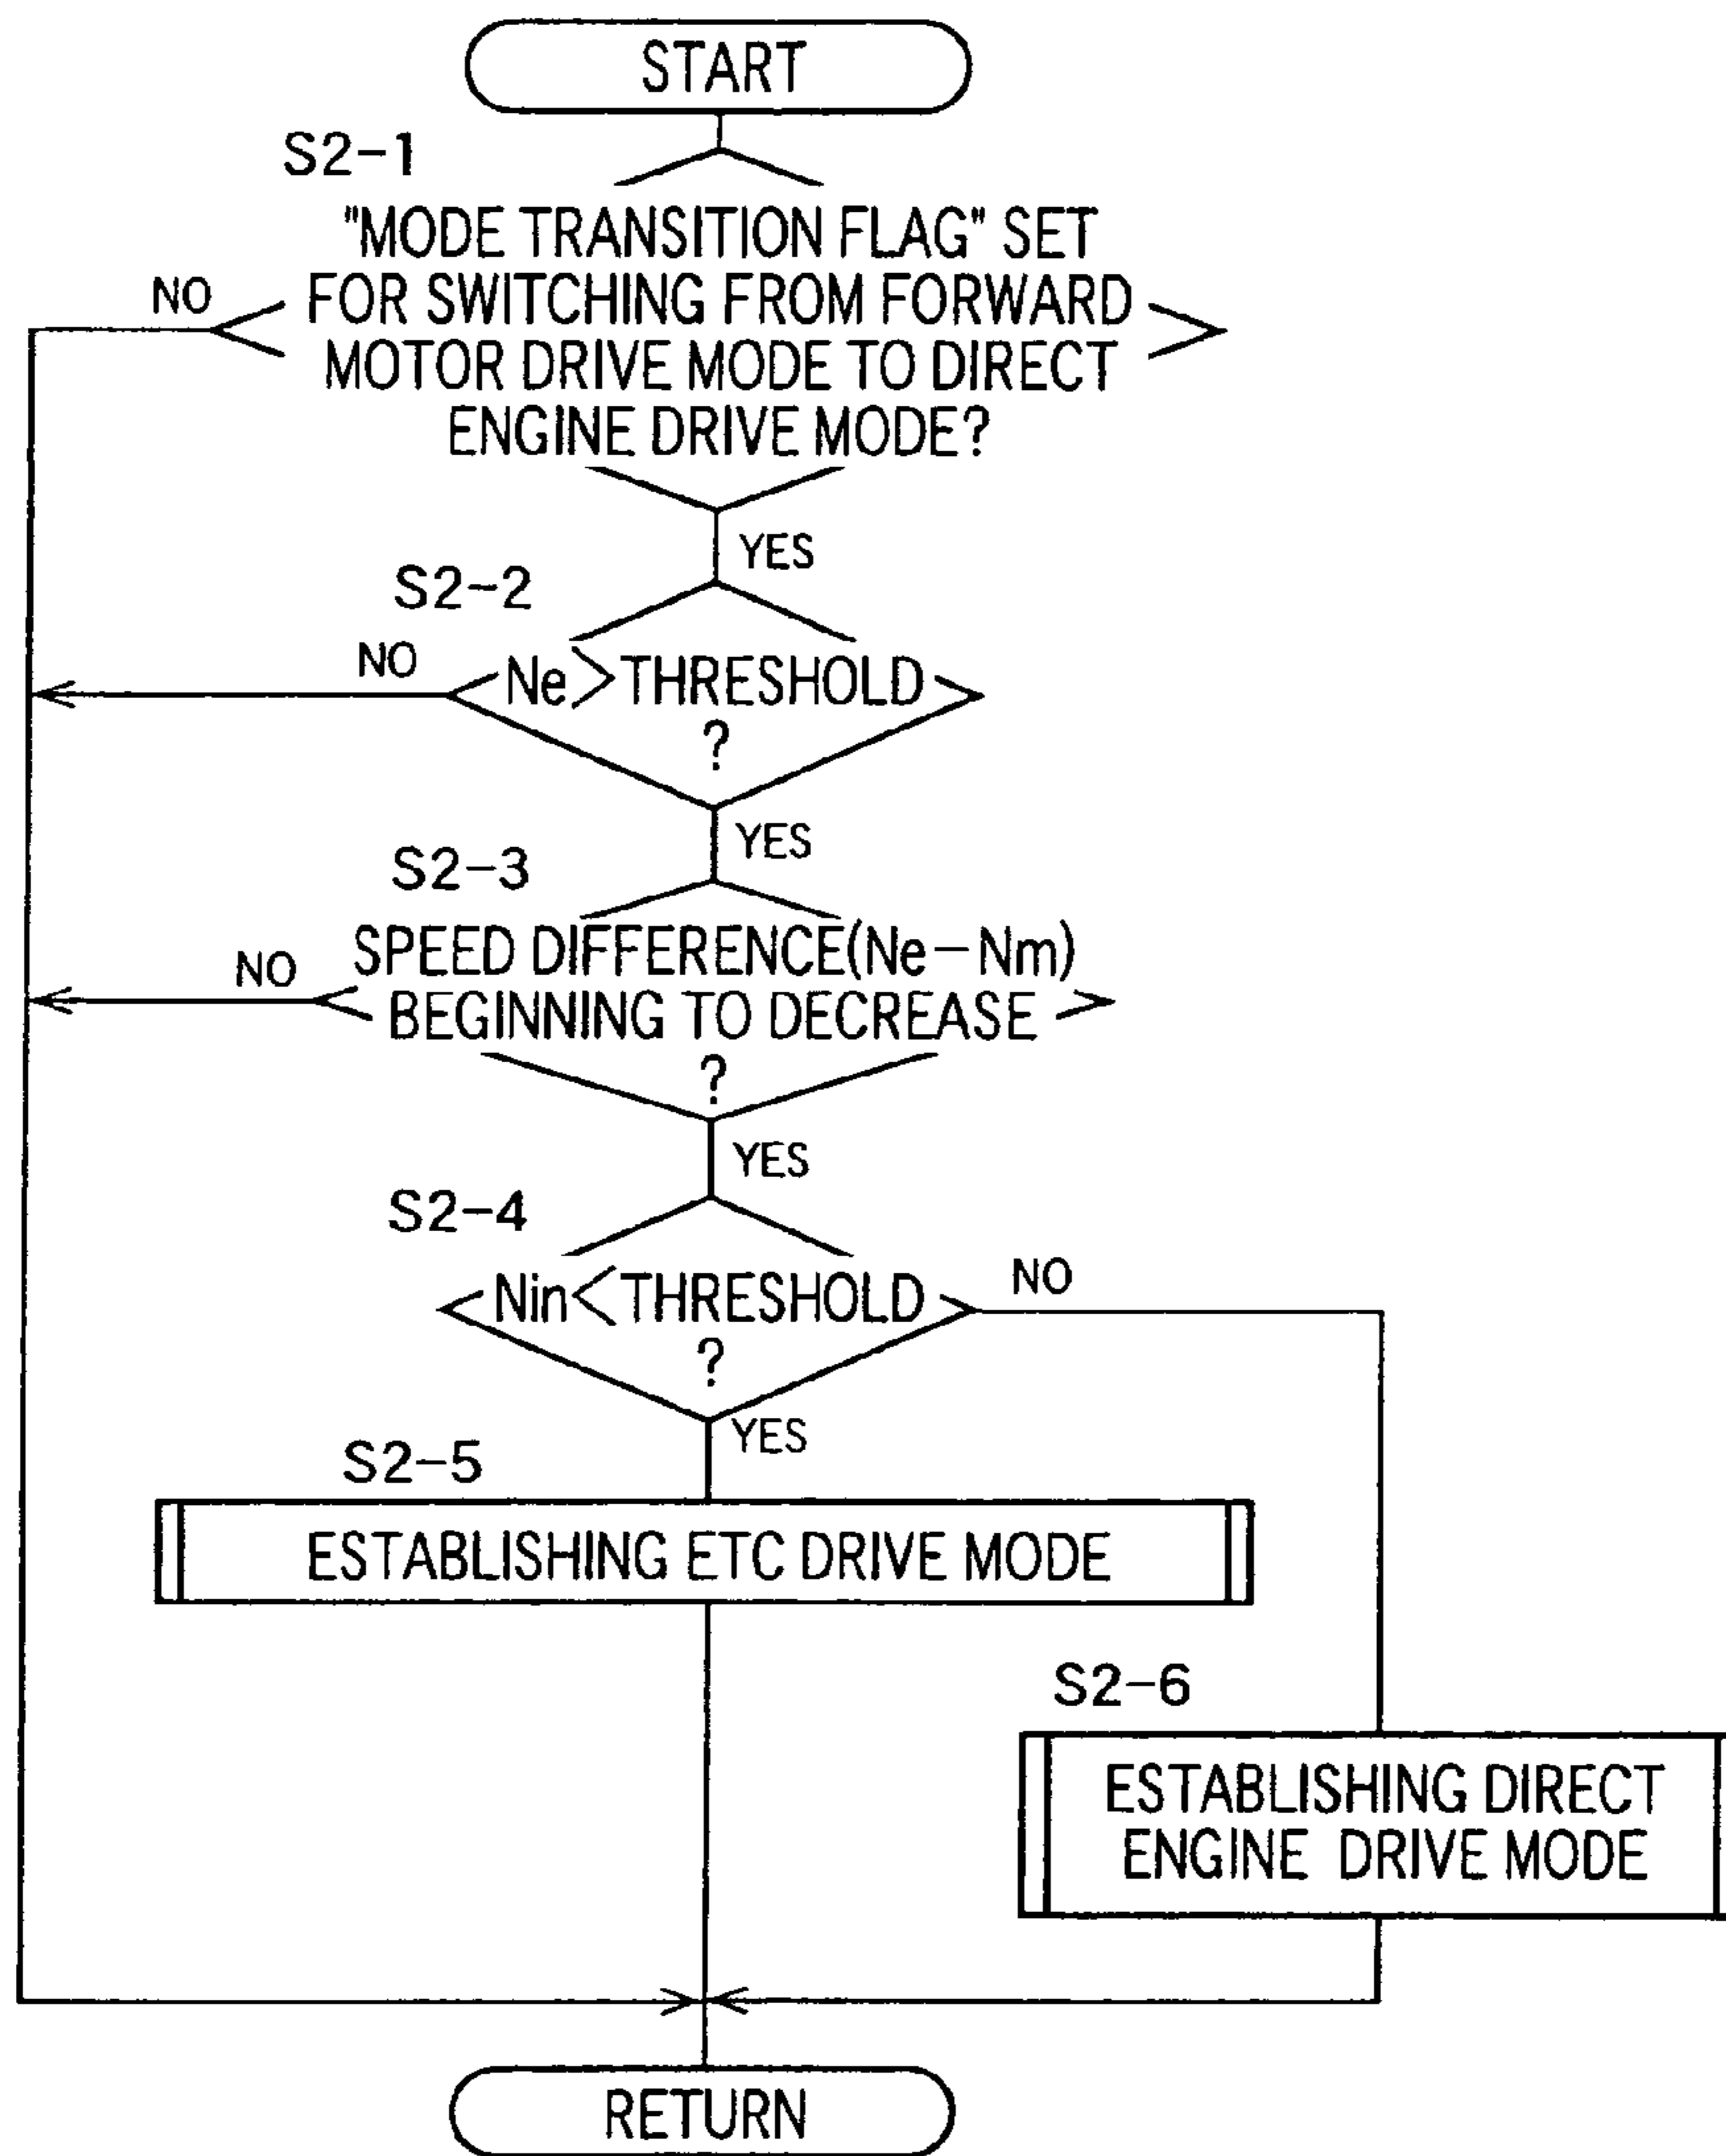 START
S2-1
"MODE TRANSITION FLAG" SET
FOR SWITCHING FROM FORWARD
MOTOR DRIVE MODE TO DIRECT
ENGINE DRIVE MODE?
NO
YES
S2-2
Ne>THRESHOLD
?
NO
YES
S2-3
SPEED DIFFERENCE(Ne-Nm)
BEGINNING TO DECREASE
?
NO
YES
S2-4
Nin<THRESHOLD
?
NO
YES
S2-5
ESTABLISHING ETC DRIVE MODE
S2-6
ESTABLISHING DIRECT
ENGINE DRIVE MODE
RETURN